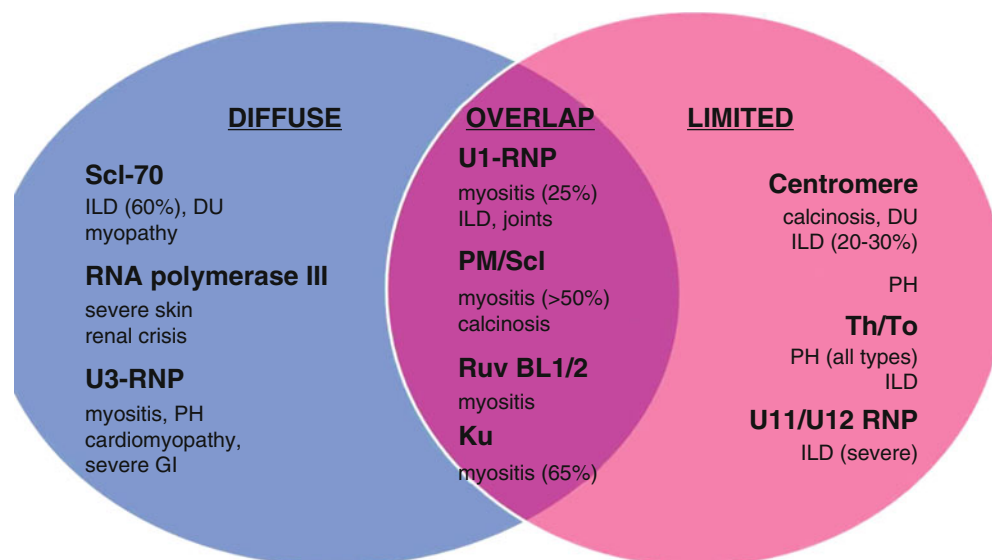 DIFFUSE
Scl-70
ILD (60%), DU
myopathy
RNA polymerase III
severe skin
renal crisis
U3-RNP
myositis, PH
cardiomyopathy,
severe GI
OVERLAP
U1-RNP
myositis (25%)
ILD, joints
PM/Scl
myositis (>50%)
calcinosis
Ruv BL1/2
myositis
Ku
myositis (65%)
LIMITED
Centromere
calcinosis, DU
ILD (20-30%)
PH
Th/To
PH (all types)
ILD
U11/U12 RNP
ILD (severe)